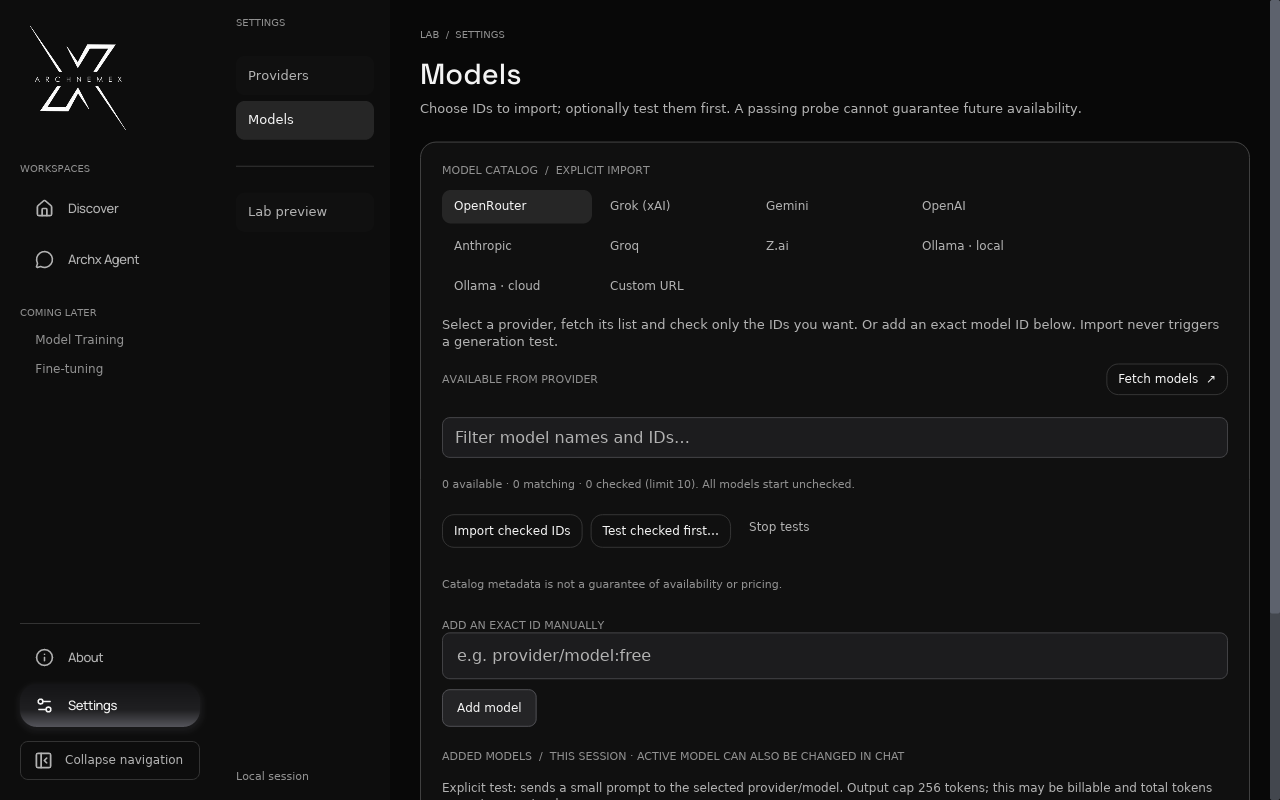 ARCHNEMEX
WORKSPACES
Discover
Archx Agent
COMING LATER
Model Training
Fine-tuning
About
Settings
Collapse navigation
SETTINGS
Providers
Models
Lab preview
Local session
LAB / SETTINGS
Models
Choose IDs to import; optionally test them first. A passing probe cannot guarantee future availability.
MODEL CATALOG / EXPLICIT IMPORT
OpenRouter
Grok (xAI)
Gemini
OpenAI
Anthropic
Groq
Z.ai
Ollama · local
Ollama · cloud
Custom URL
Select a provider, fetch its list and check only the IDs you want. Or add an exact model ID below. Import never triggers
a generation test.
AVAILABLE FROM PROVIDER
Fetch models ↗
Filter model names and IDs...
0 available · 0 matching · 0 checked (limit 10). All models start unchecked.
Import checked IDs
Test checked first...
Stop tests
Catalog metadata is not a guarantee of availability or pricing.
ADD AN EXACT ID MANUALLY
e.g. provider/model:free
Add model
ADDED MODELS / THIS SESSION · ACTIVE MODEL CAN ALSO BE CHANGED IN CHAT
Explicit test: sends a small prompt to the selected provider/model. Output cap 256 tokens; this may be billable and total tokens